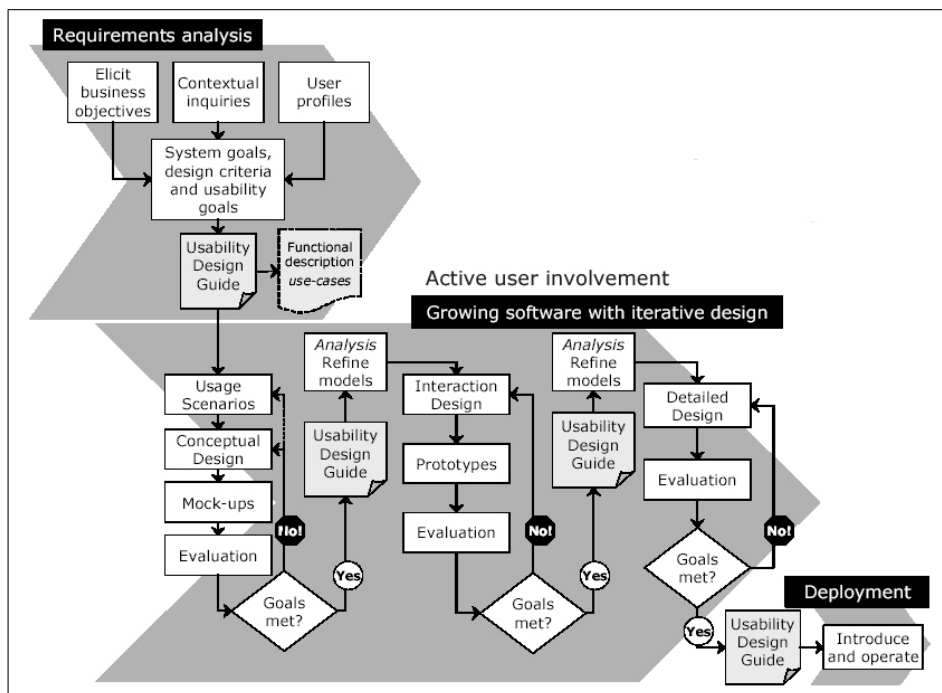 Requirements analysis
Elicit
business
objectives
Contextual
inquiries
User
profiles
System goals,
design criteria
and usability
goals
Usability
Design
Guide
Functional
description
use-cases
Active user involvement
Growing software with iterative design
Usage
Scenarios
Conceptual
Design
Mock-ups
Evaluation
Goals
met?
No!
Yes
Usability
Design
Guide
Analysis
Refine
models
Interaction
Design
Prototypes
Evaluation
Goals
met?
No!
Yes
Usability
Design
Guide
Analysis
Refine
models
Detailed
Design
Evaluation
Goals
met?
No!
Yes
Deployment
Usability
Design
Guide
Introduce
and operate